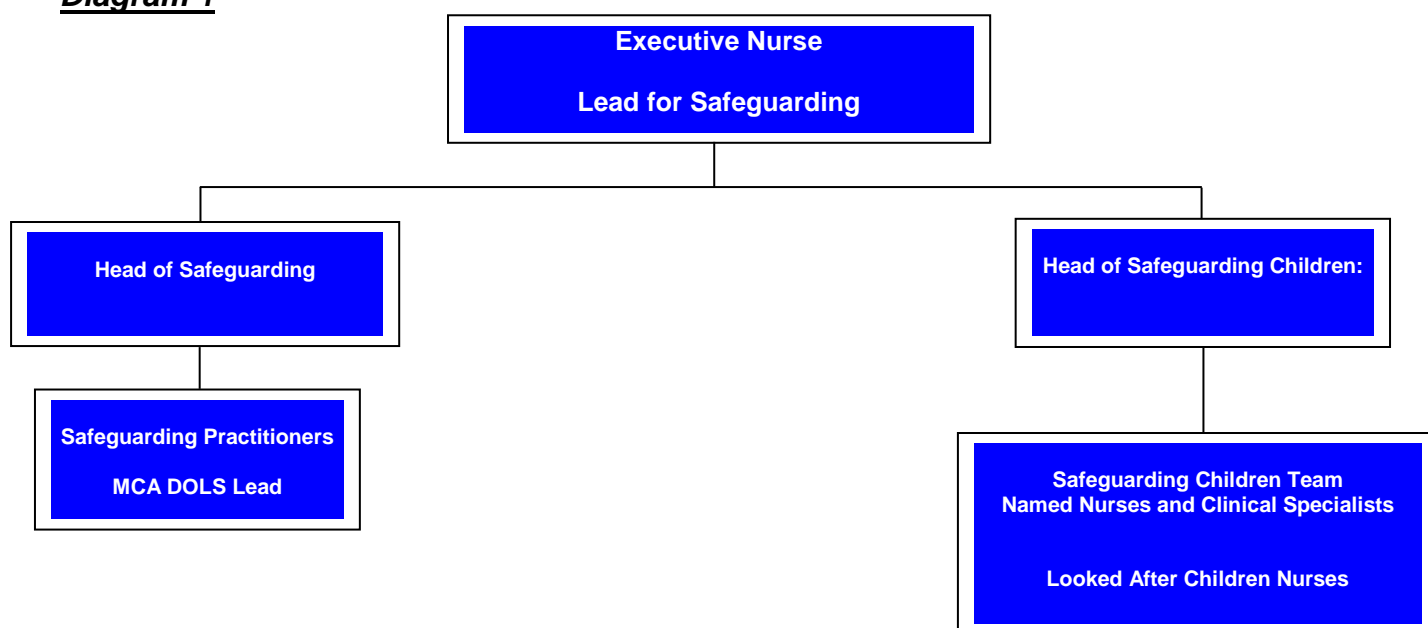 Diagram 1
Executive Nurse
Lead for Safeguarding
Head of Safeguarding
Head of Safeguarding Children:
Safeguarding Practitioners
MCA DOLS Lead
Safeguarding Children Team
Named Nurses and Clinical Specialists
Looked After Children Nurses